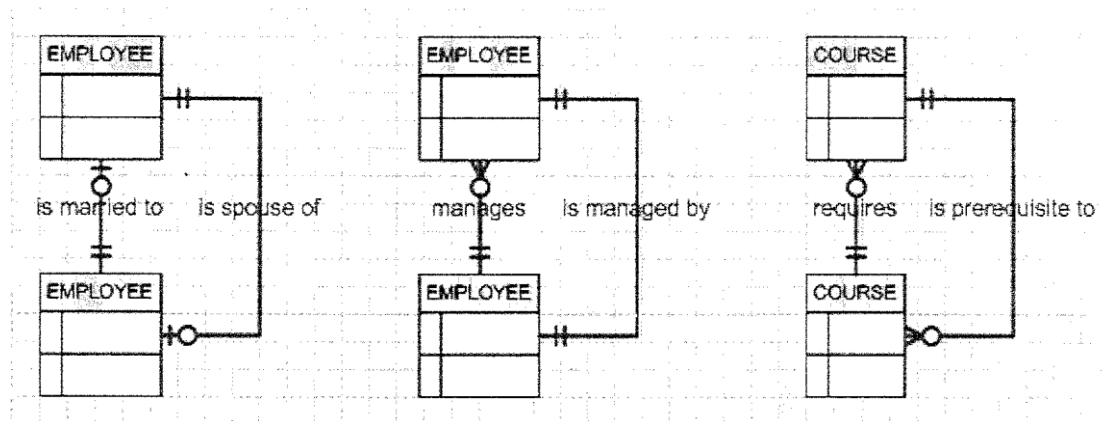 EMPLOYEE EMPLOYEE COURSE
is married to is spouse of manages is managed by requires is prerequisite to
EMPLOYEE EMPLOYEE COURSE